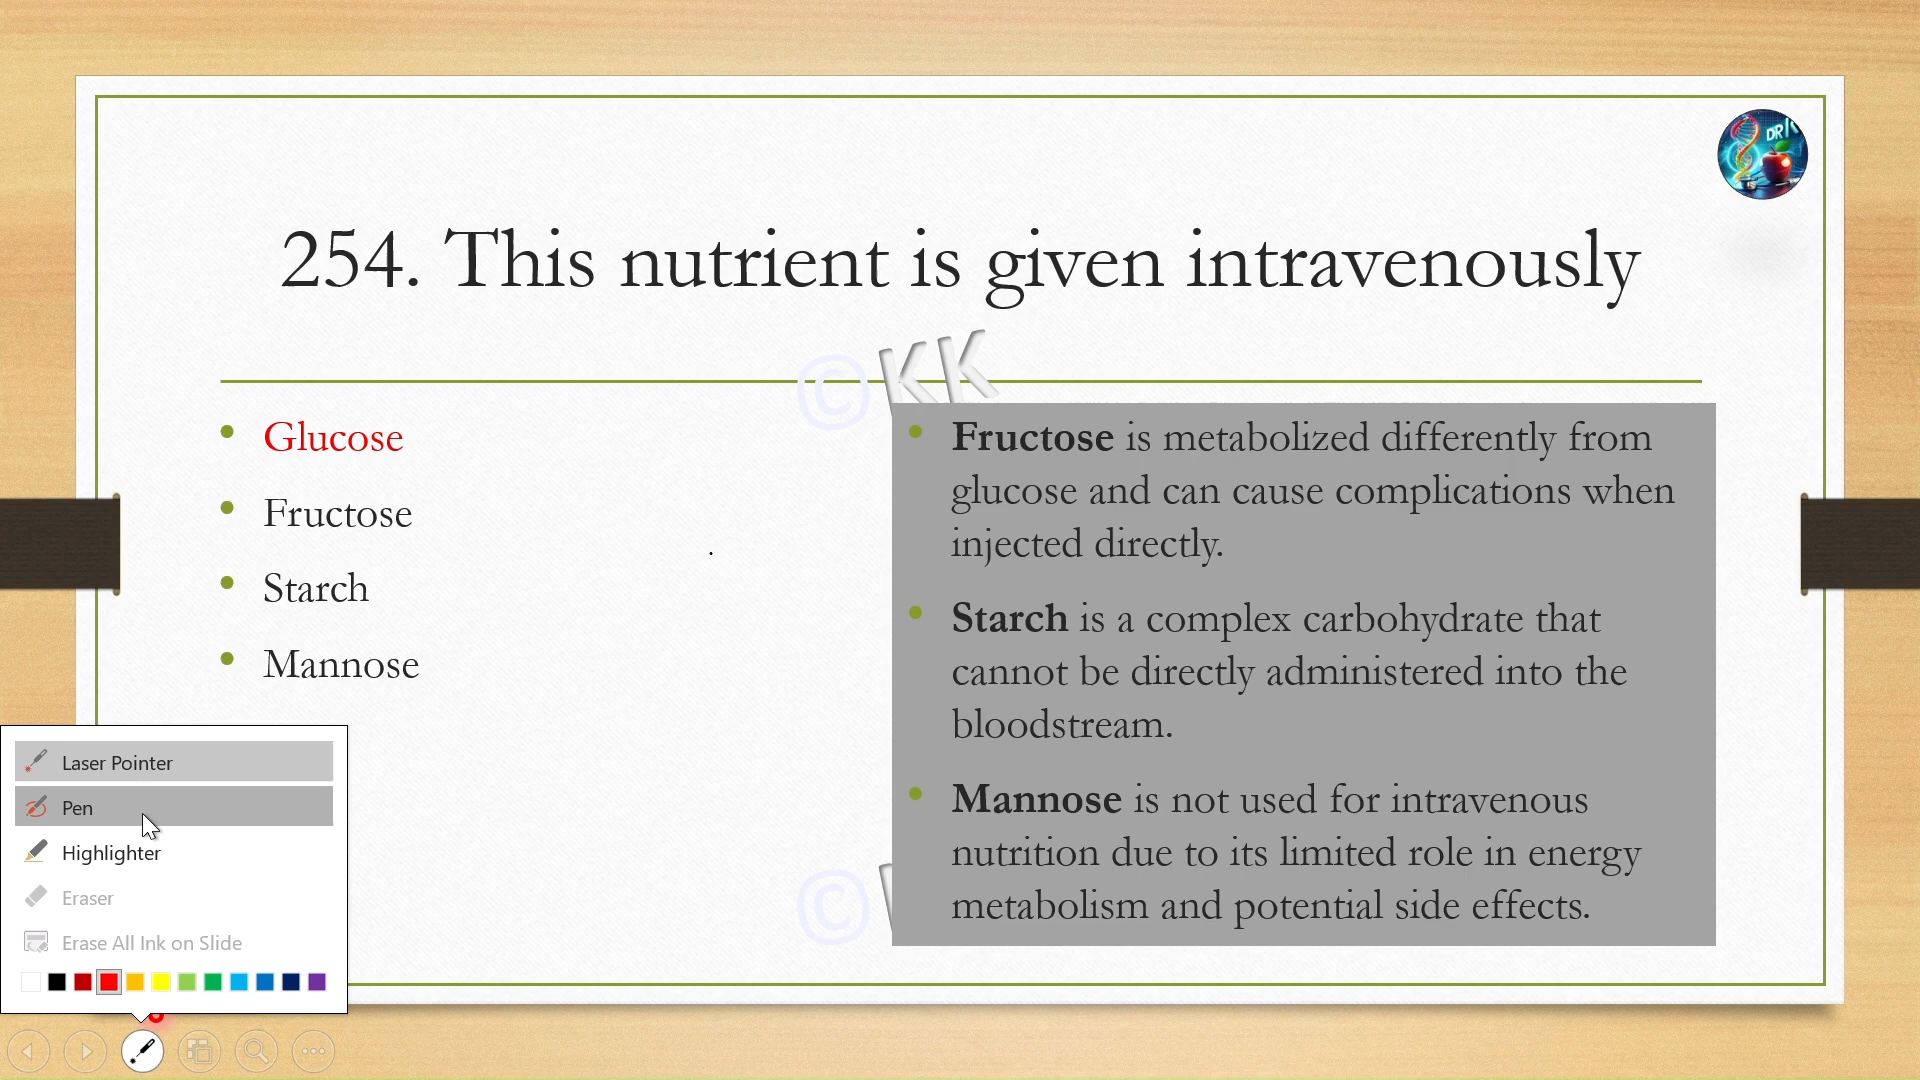 DR K
254. This nutrient is given intravenously
©KK
Glucose
Fructose
Starch
Mannose
Fructose is metabolized differently from
glucose and can cause complications when
injected directly.
Starch is a complex carbohydrate that
cannot be directly administered into the
bloodstream.
Mannose is not used for intravenous
nutrition due to its limited role in energy
metabolism and potential side effects.
©
Laser Pointer
Pen
Highlighter
Eraser
Erase All Ink on Slide